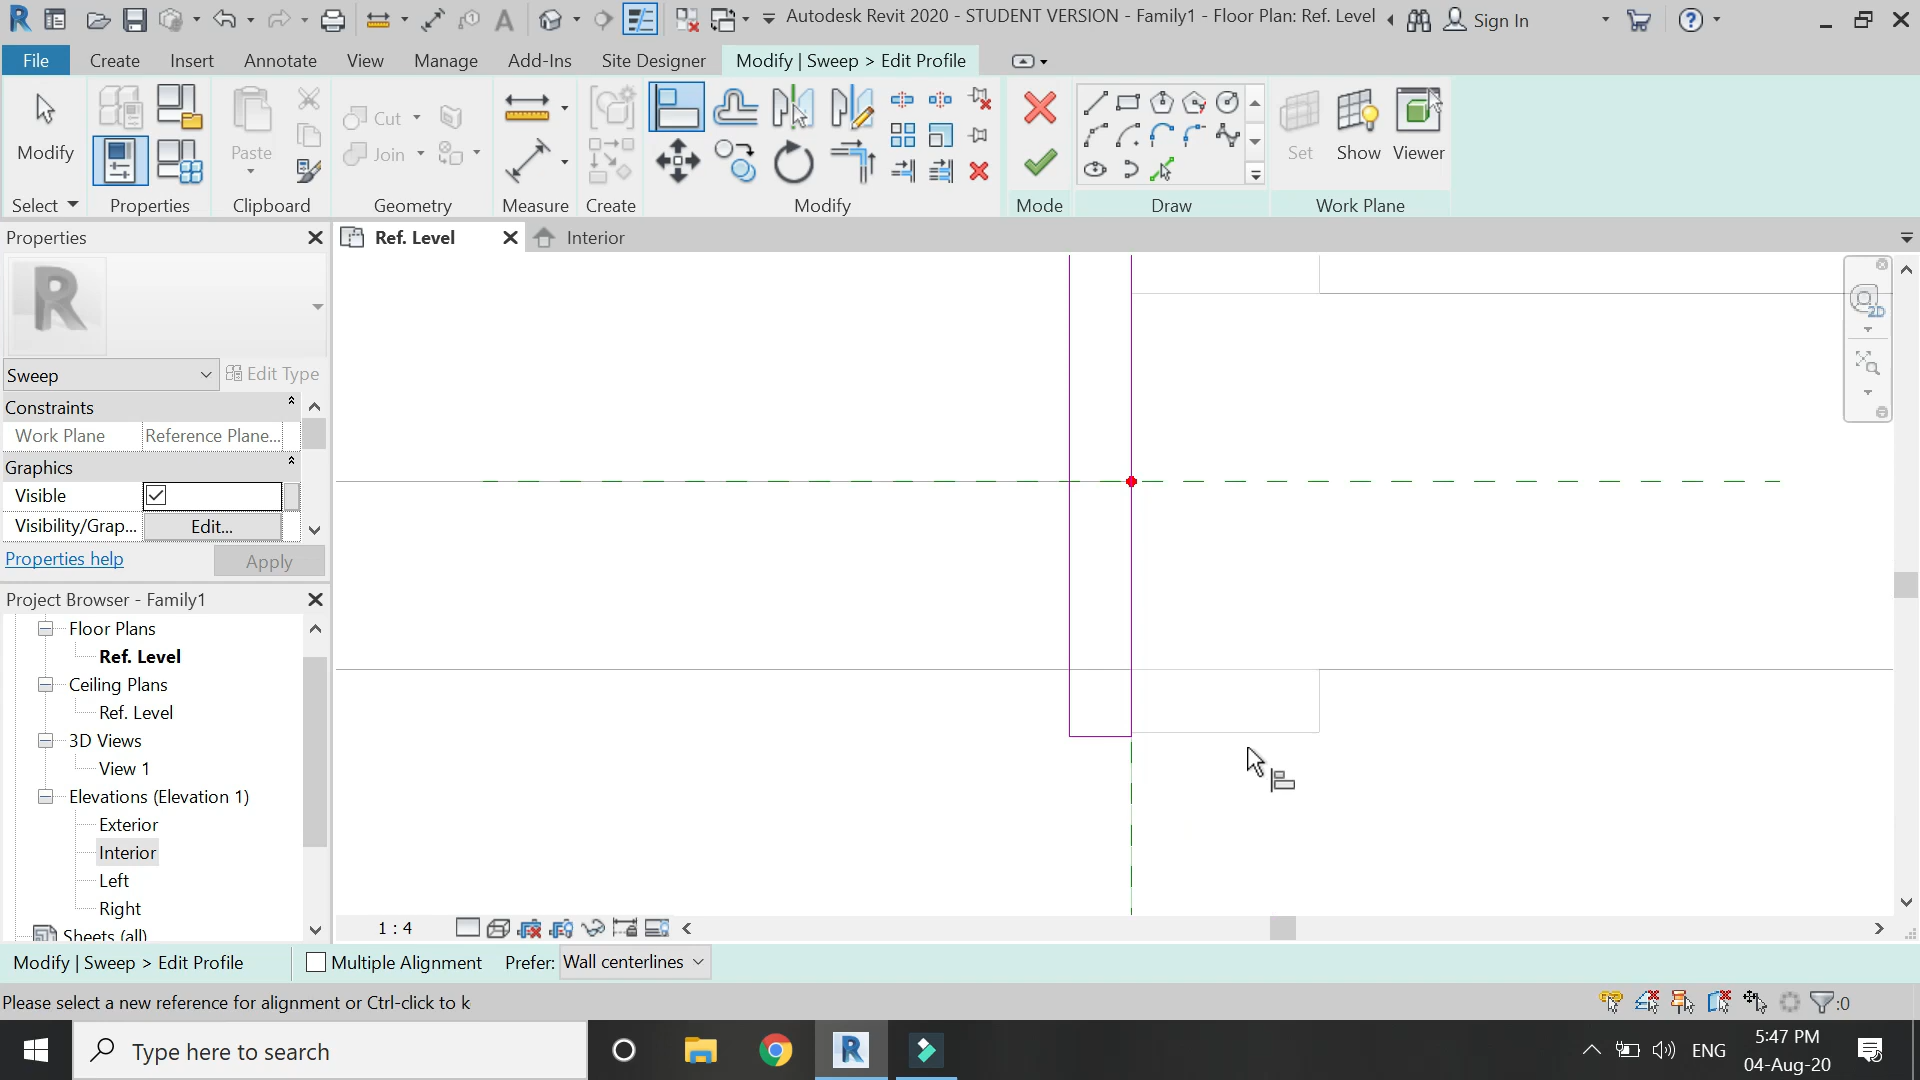 Autodesk Revit 2020 - STUDENT VERSION - Family1 - Floor Plan: Ref. Level
Sign In
File
Create
Insert
Annotate
View
Manage
Add-Ins
Site Designer
Modify | Sweep > Edit Profile
Modify
Paste
Cut
Join
Set
Show
Viewer
Select
Properties
Clipboard
Geometry
Measure
Create
Modify
Mode
Draw
Work Plane
Properties
Ref. Level
Interior
2D
Sweep
Edit Type
Constraints
Work Plane
Reference Plane...
Graphics
Visible
Visibility/Grap...
Edit...
Properties help
Apply
Project Browser - Family1
Floor Plans
Ref. Level
Ceiling Plans
Ref. Level
3D Views
View 1
Elevations (Elevation 1)
Exterior
Interior
Left
Right
Sheets (all)
1 : 4
Modify | Sweep > Edit Profile
Multiple Alignment
Prefer:
Wall centerlines
Please select a new reference for alignment or Ctrl-click to k
:0
Type here to search
ENG
5:47 PM
04-Aug-20